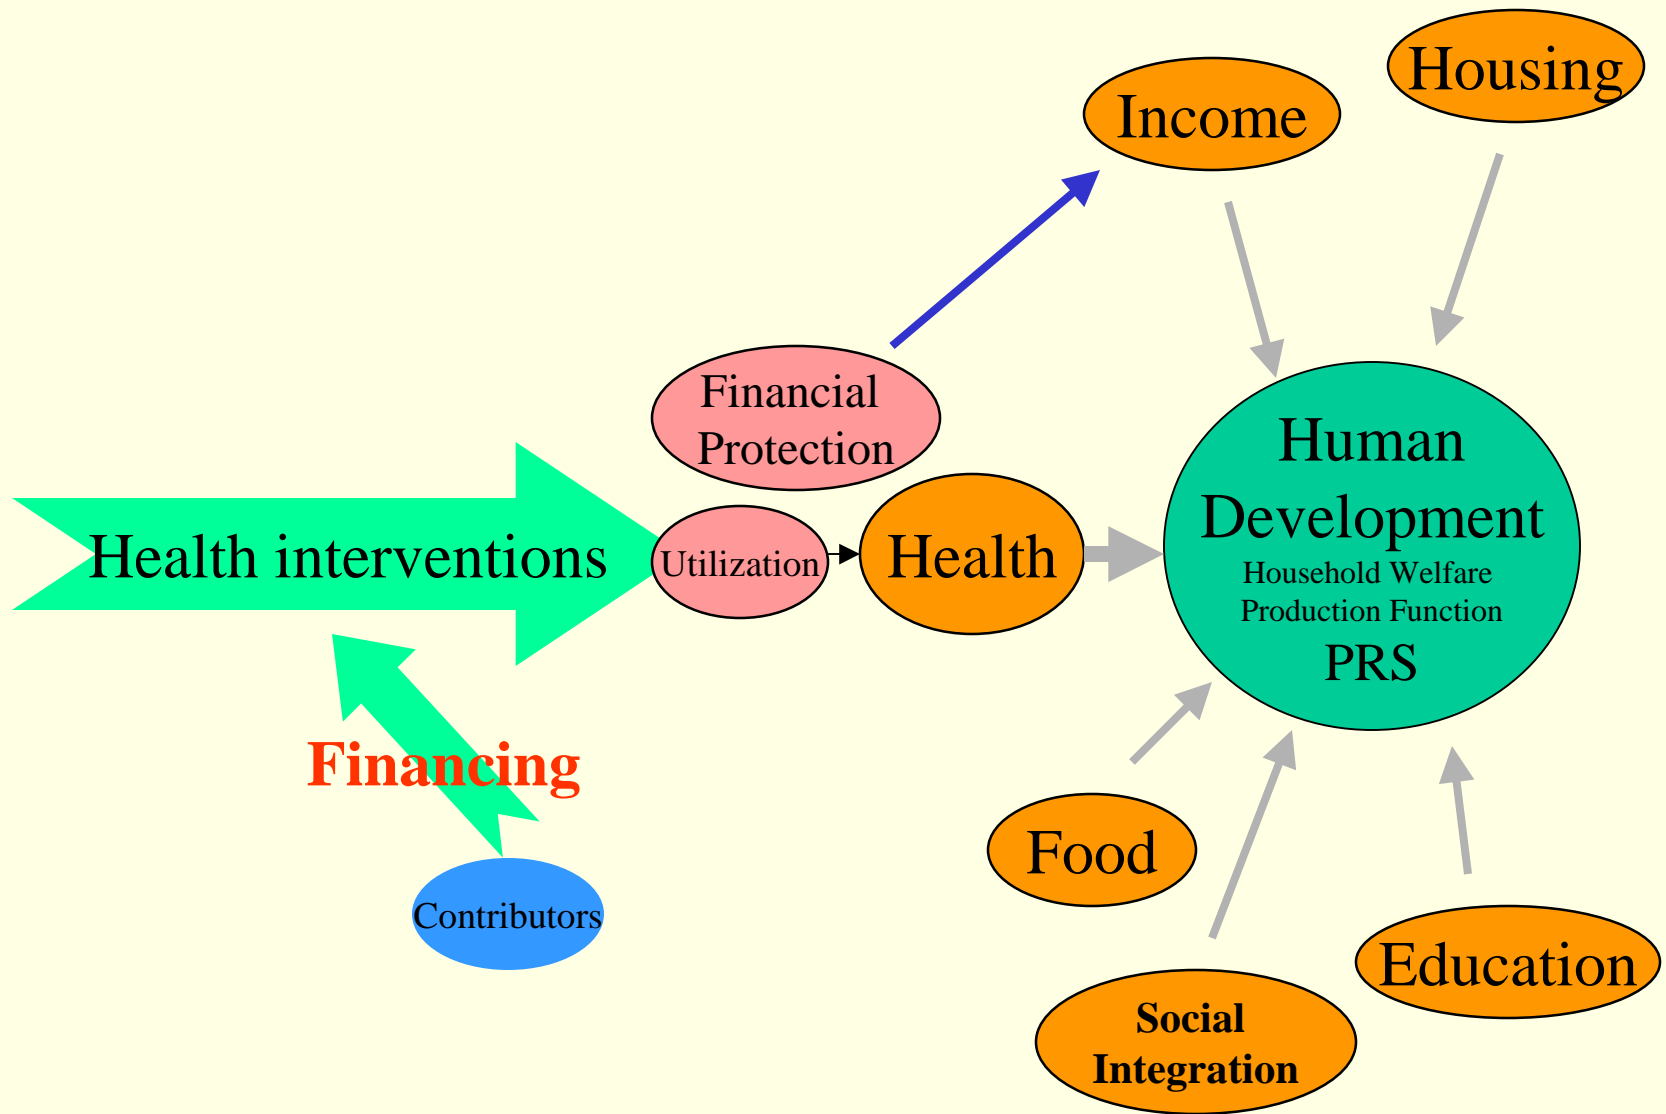 Housing
Income
Financial
Protection
Human
Development
Household Welfare
Production Function
PRS
Health interventions
Utilization
Health
Financing
Food
Contributors
Education
Social
Integration